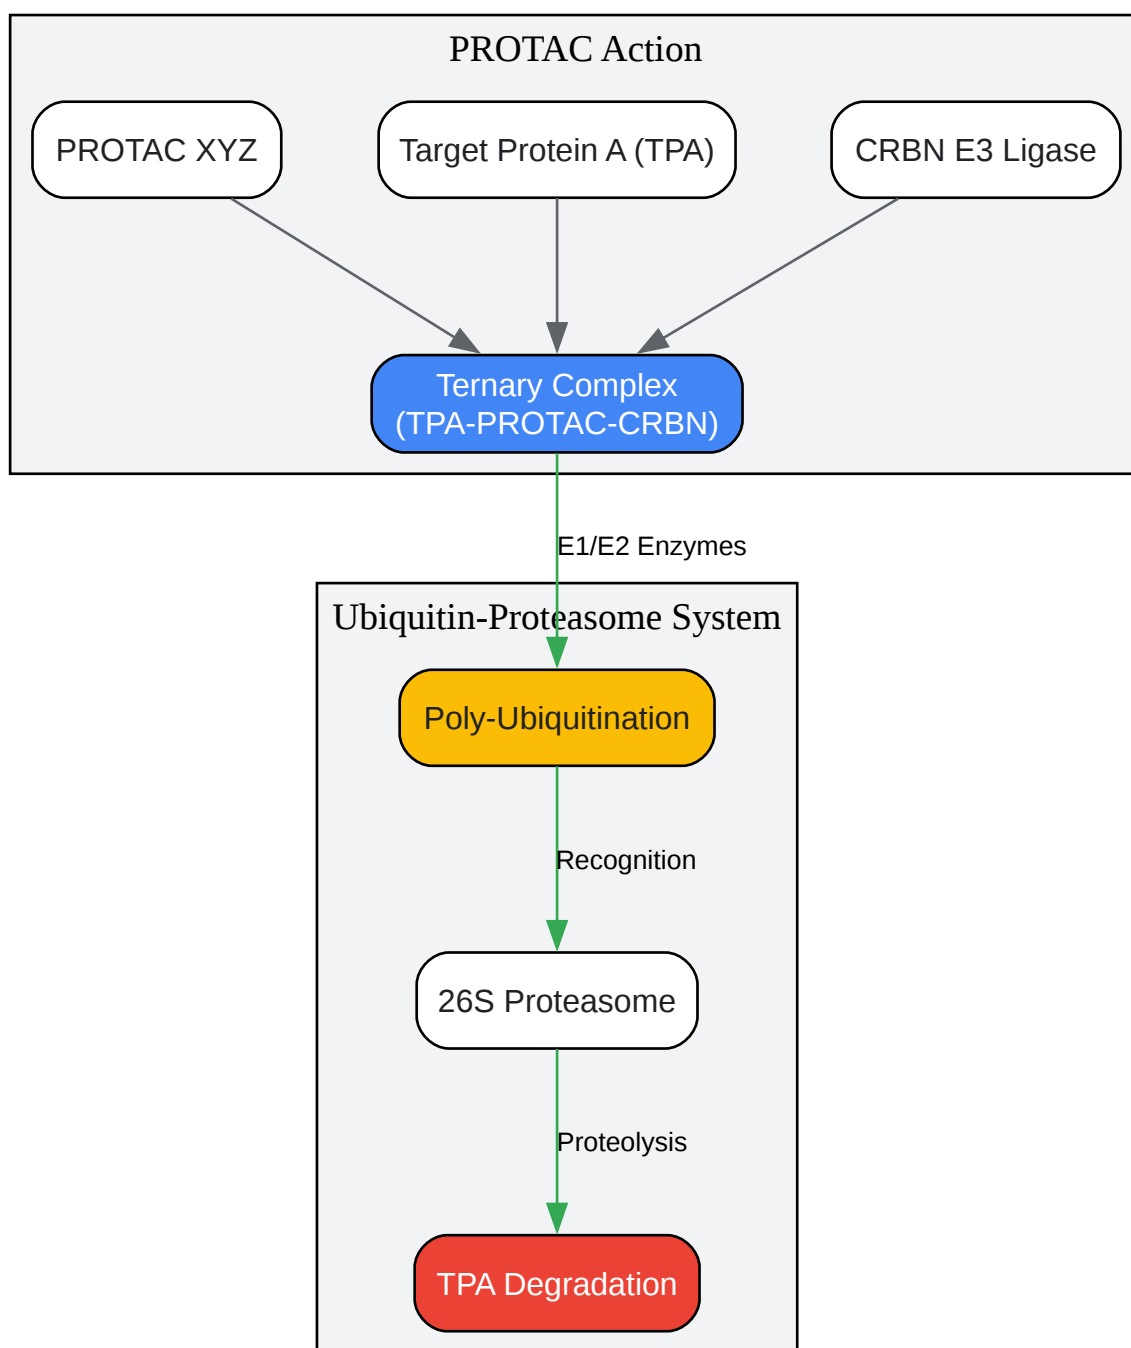 PROTAC Action
PROTAC XYZ
Target Protein A (TPA)
CRBN E3 Ligase
Ternary Complex
(TPA-PROTAC-CRBN)
E1/E2 Enzymes
Ubiquitin-Proteasome System
Poly-Ubiquitination
Recognition
26S Proteasome
Proteolysis
TPA Degradation